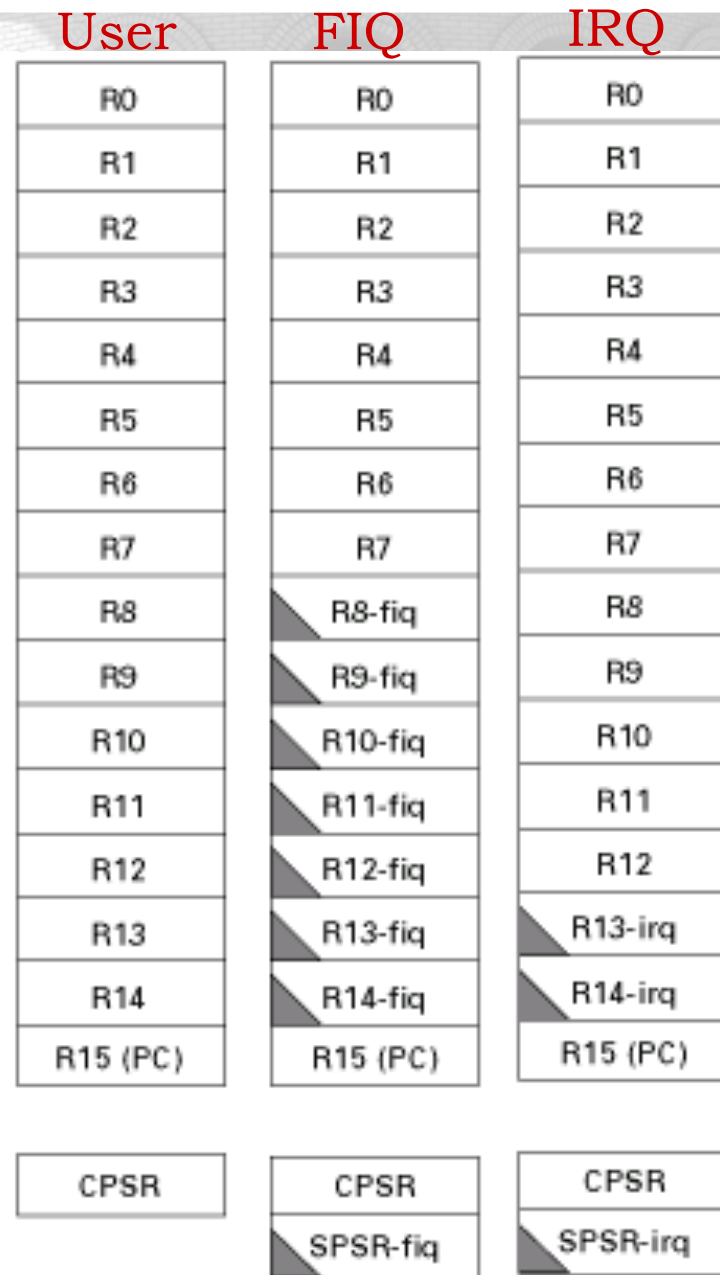 User FIQ IRQ
R0 R0 R0
R1 R1 R1
R2 R2 R2
R3 R3 R3
R4 R4 R4
R5 R5 R5
R6 R6 R6
R7 R7 R7
R8 R8-fiq R8
R9 R9-fiq R9
R10 R10-fiq R10
R11 R11-fiq R11
R12 R12-fiq R12
R13 R13-fiq R13-irq
R14 R14-fiq R14-irq
R15 (PC) R15 (PC) R15 (PC)
CPSR CPSR CPSR
SPSR-fiq SPSR-irq